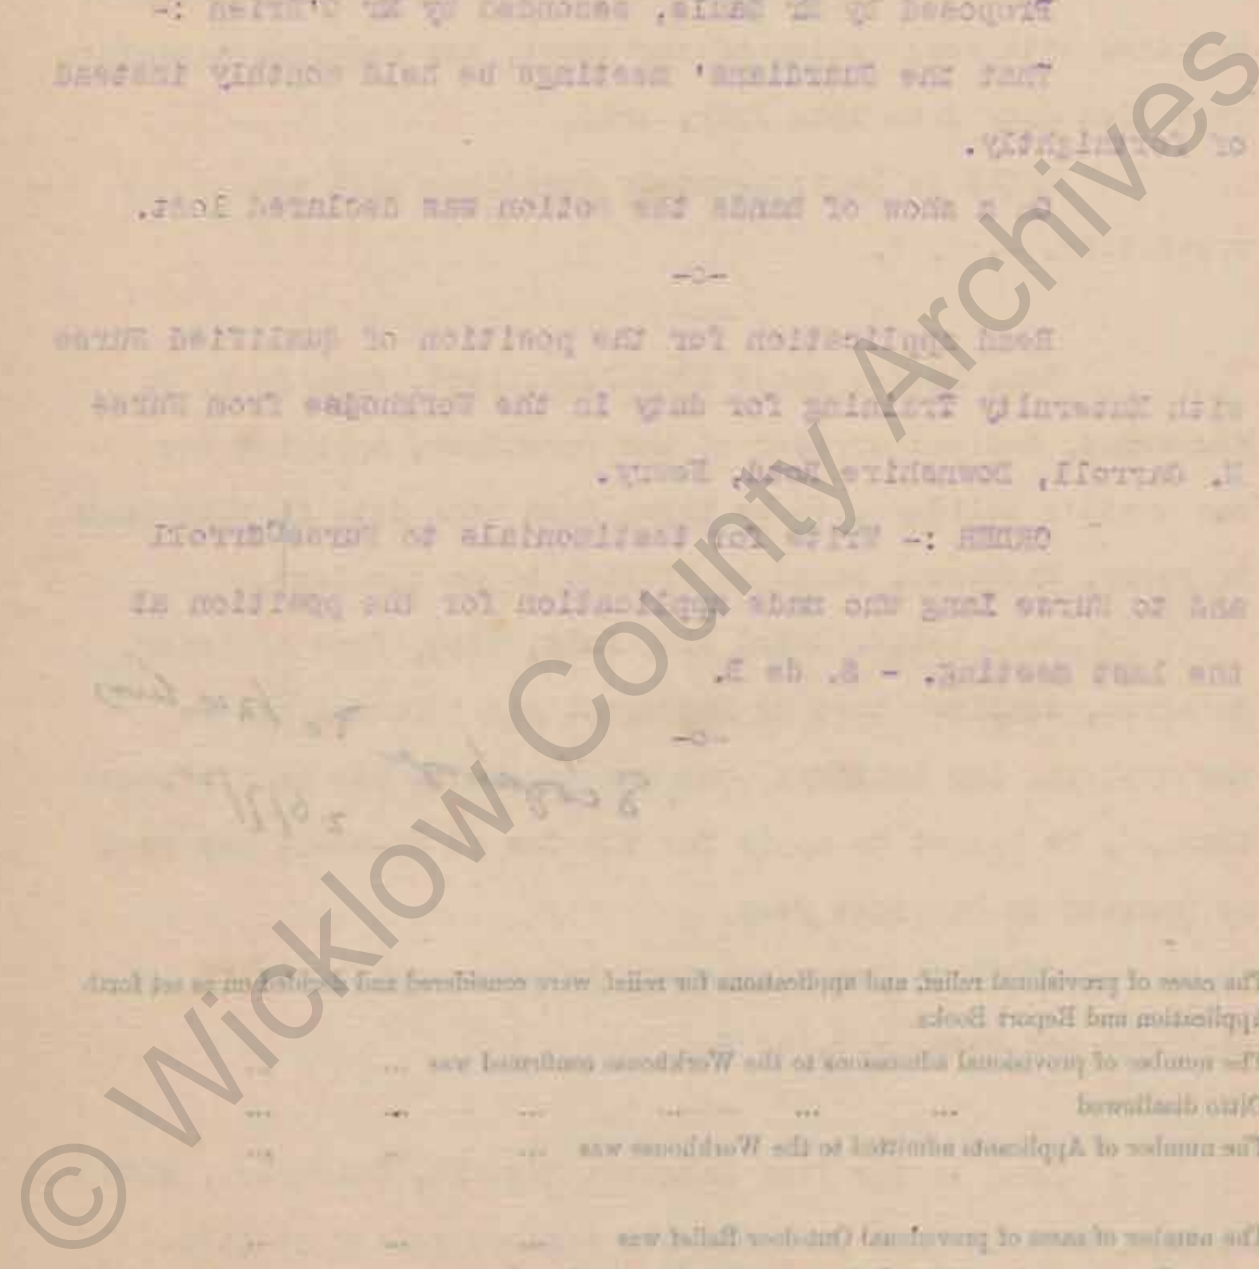 Proposed by Mr Smith, seconded by Mr O'Brien :-
That the Guardians' meetings be held monthly instead
of fortnightly.
On a show of hands the motion was declared lost.
-o-
Read application for the position of Qualified Nurse
with Maternity Training for duty in the Workhouse from Nurse
Carroll, Downshire Road,
ORDER :- Write for testimonials to Nurse Carroll
and to Nurse Lang who made application for the pposition at
the last meeting. - E. de B.
-o-
The cases of provisional relief, and applications for relief, were considered and decided on as set forth
Application and Report Books.
The number of provisional admissions to the Workhouse confirmed was ... ...
Ditto disallowed ... ... ... ... ... ...
The number of Applicants admitted to the Workhouse was ... ... ...
The number of cases of provisional Outdoor Relief was ... ... ...
© Wicklow County Archives